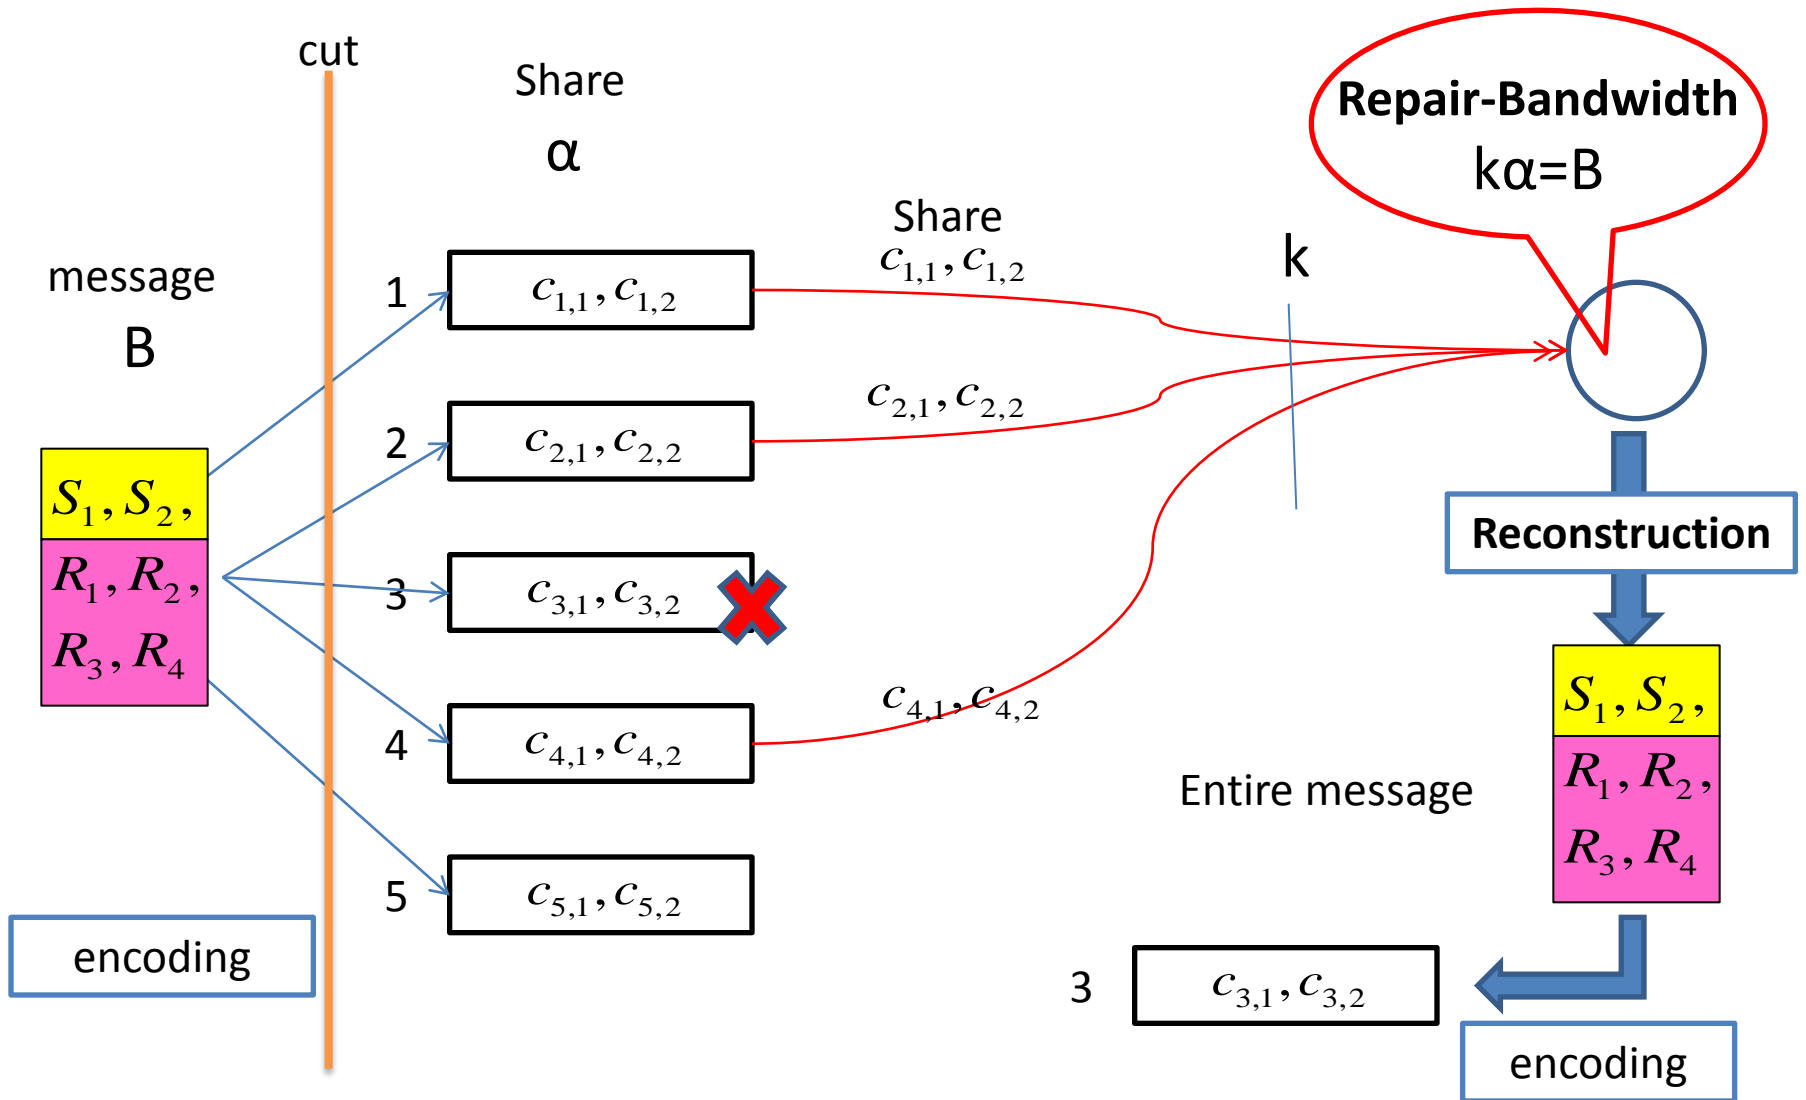 cut
Share
α
Repair-Bandwidth
kα=B
message
B
Share
c1,1, c1,2
k
1
c1,1, c1,2
c2,1, c2,2
2
c2,1, c2,2
S1, S2,
R1, R2,
R3, R4
3
c3,1, c3,2
Reconstruction
4
c4,1, c4,2
c4,1, c4,2
S1, S2,
R1, R2,
R3, R4
Entire message
5
c5,1, c5,2
encoding
3
c3,1, c3,2
encoding